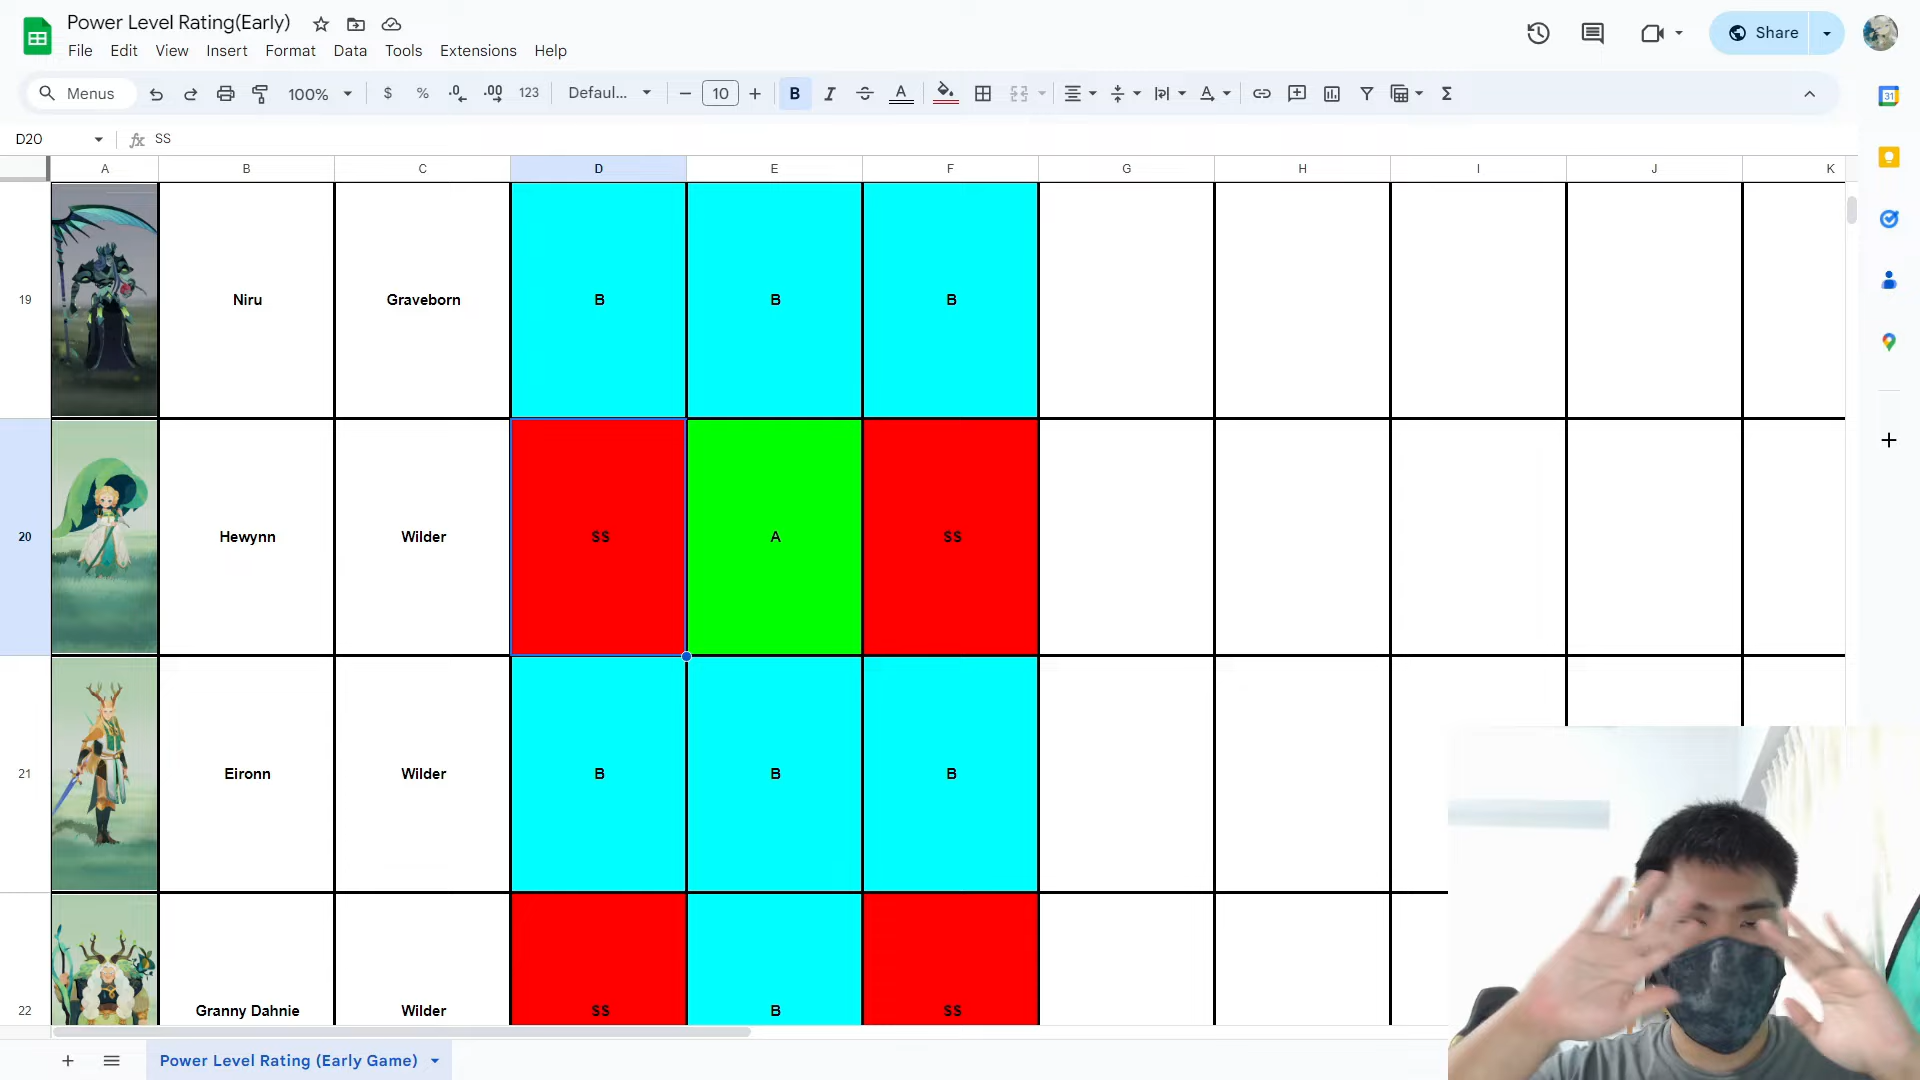 Power Level Rating(Early)
File Edit View Insert Format Data Tools Extensions Help
Share
Menus 100% $ % .0 .00 123 Defaul... 10 B I A Σ
D20 fx SS
A B C D E F G H I J K
19 Niru Graveborn B B B
20 Hewynn Wilder SS A SS
21 Eironn Wilder B B B
22 Granny Dahnie Wilder SS B SS
Power Level Rating (Early Game)
31